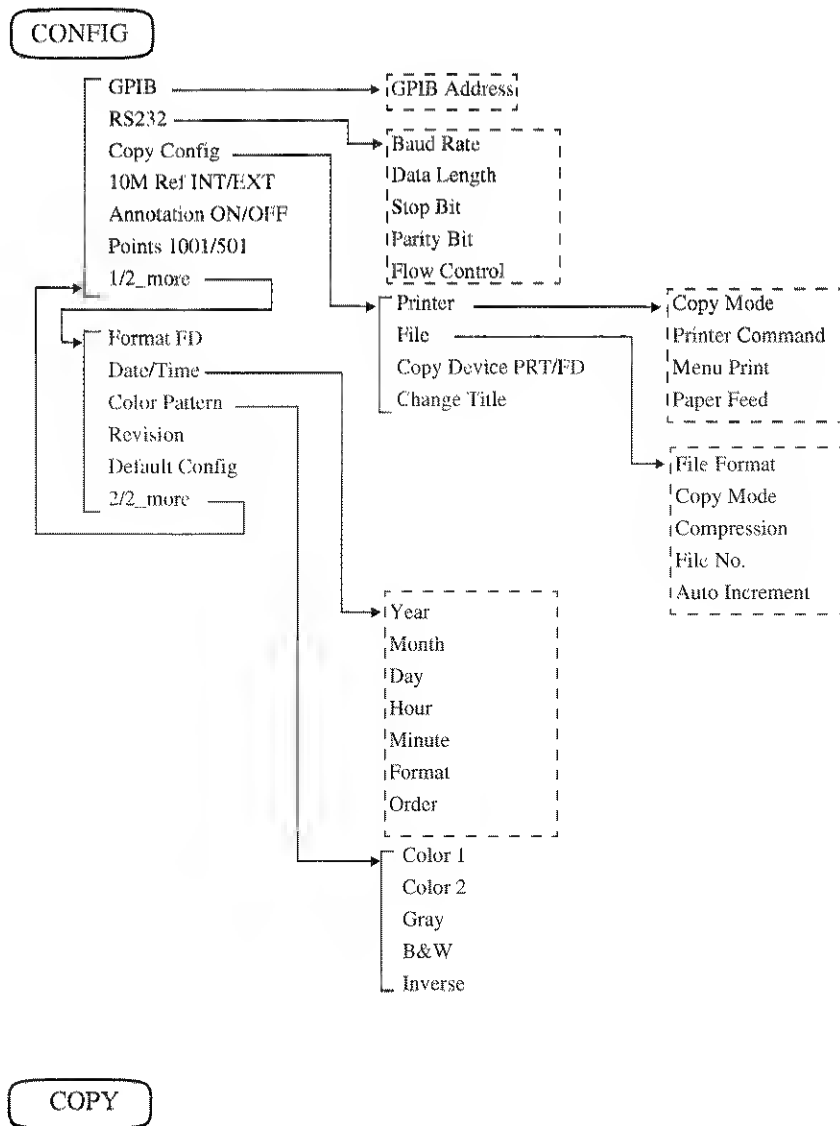 CONFIG
GPIB
RS232
Copy Config
10M Ref INT/EXT
Annotation ON/OFF
Points 1001/501
1/2_more
Format FD
Date/Time
Color Pattern
Revision
Default Config
2/2_more
GPIB Address
Baud Rate
Data Length
Stop Bit
Parity Bit
Flow Control
Printer
File
Copy Device PRT/FD
Change Title
Copy Mode
Printer Command
Menu Print
Paper Feed
File Format
Copy Mode
Compression
File No.
Auto Increment
Year
Month
Day
Hour
Minute
Format
Order
Color 1
Color 2
Gray
B&W
Inverse
COPY